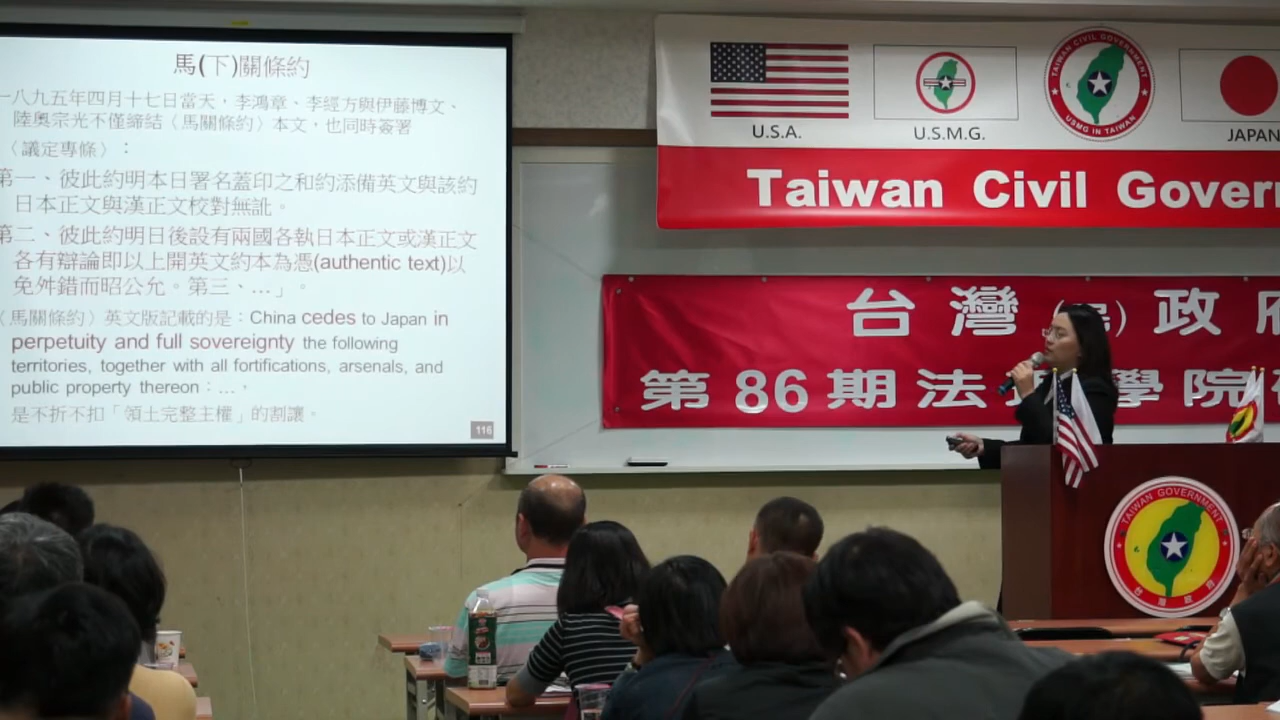 馬(下)關條約
一八九五年四月十七日當天，李鴻章、李經方與伊藤博文、
陸奧宗光不僅締結〈馬關條約〉本文，也同時簽署
〈議定專條〉：
第一、彼此約明本日署名蓋印之和約添備英文與該約
日本正文與漢正文校對無訛。
第二、彼此約明日後設有兩國各執日本正文或漢正文
各有辯論即以上開英文約本為憑(authentic text)以
免舛錯而昭公允。第三、…」。
〈馬關條約〉英文版記載的是：China cedes to Japan in
perpetuity and full sovereignty the following
territories, together with all fortifications, arsenals, and
public property thereon：…，
是不折不扣「領土完整主權」的割讓。
116
U.S.A.
U.S.M.G.
TAIWAN CIVIL GOVERNMENT
USMG IN TAIWAN
JAPAN
Taiwan Civil Govern
台灣 政府
第86期法 學院
TAIWAN GOVERNMENT
台灣政府